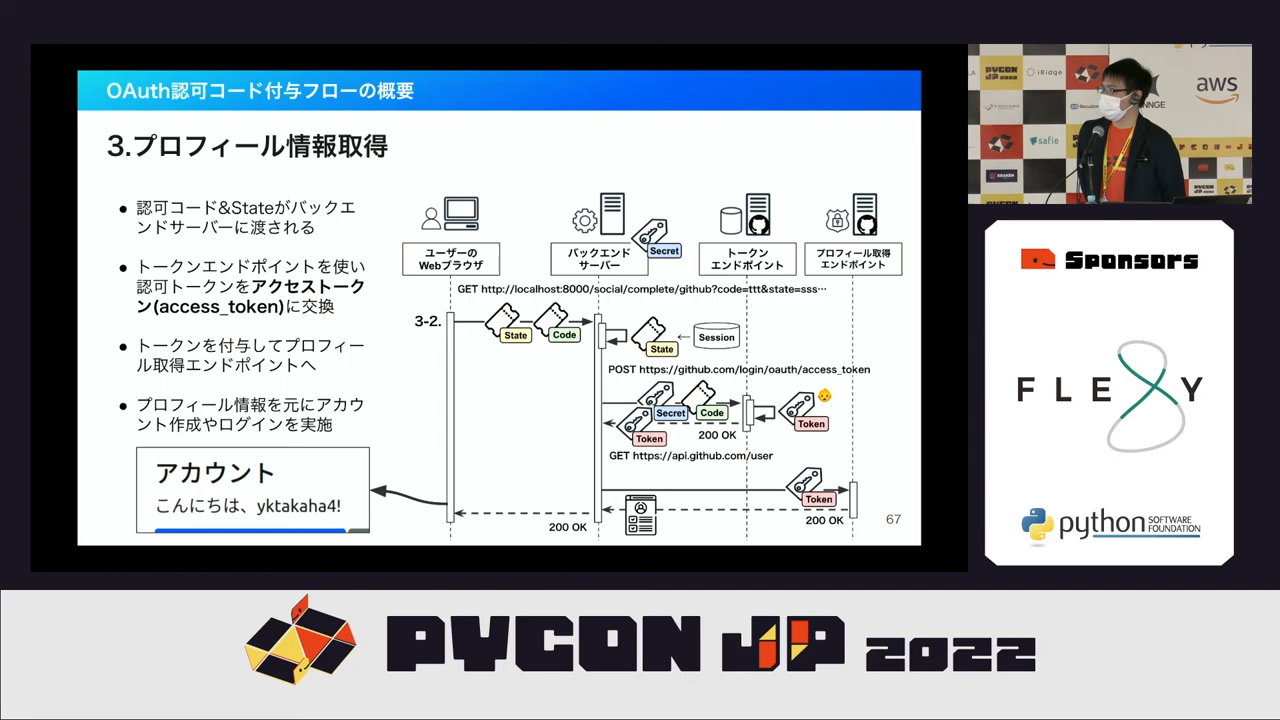 OAuth認可コード付与フローの概要
3.プロフィール情報取得
● 認可コード&Stateがバックエ
ンドサーバーに渡される
● トークンエンドポイントを使い
認可トークンをアクセストーク
ン(access_token)に交換
● トークンを付与してプロフィー
ル取得エンドポイントへ
● プロフィール情報を元にアカウ
ント作成やログインを実施
アカウント
こんにちは、yktakaha4!
ユーザーの
Webブラウザ
バックエンド
サーバー
Secret
トークン
エンドポイント
プロフィール取得
エンドポイント
GET http://localhost:8000/social/complete/github?code=ttt&state=sss…
3-2.
State
Code
State
Session
POST https://github.com/login/oauth/access_token
Secret
Code
Token
Token
200 OK
GET https://api.github.com/user
Token
200 OK
200 OK
67
PYCON
JP 2022
iRidge
aws
NNGE
safie
KRAKEN
PYCON
JP 2022
Sponsors
FLEXY
python SOFTWARE
FOUNDATION
PYCON JP 2022